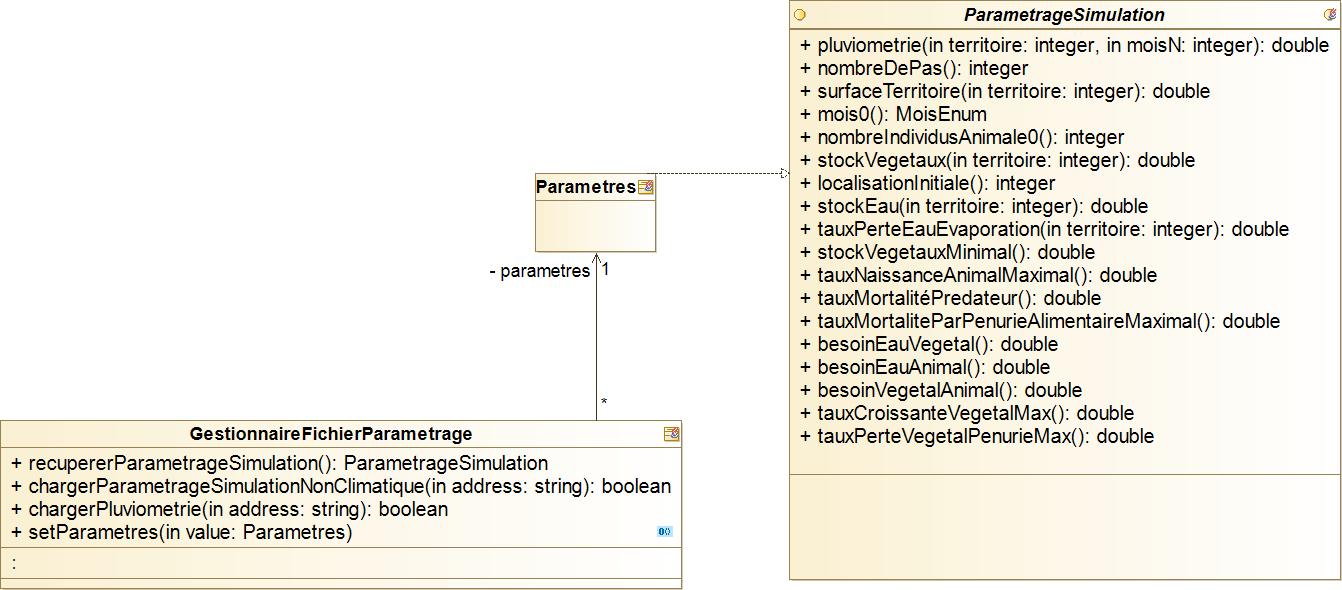 ParametrageSimulation
+ pluviometrie(in territoire: integer, in moisN: integer): double
+ nombreDePas(): integer
+ surfaceTerritoire(in territoire: integer): double
+ mois0(): MoisEnum
+ nombreIndividusAnimale0(): integer
+ stockVegetaux(in territoire: integer): double
+ localisationInitiale(): integer
+ stockEau(in territoire: integer): double
+ tauxPerteEauEvaporation(in territoire: integer): double
+ stockVegetauxMinimal(): double
+ tauxNaissanceAnimalMaximal(): double
+ tauxMortalitéPredateur(): double
+ tauxMortaliteParPenurieAlimentaireMaximal(): double
+ besoinEauVegetal(): double
+ besoinEauAnimal(): double
+ besoinVegetalAnimal(): double
+ tauxCroissanteVegetalMax(): double
+ tauxPerteVegetalPenurieMax(): double
Parametres
- parametres 1
*
GestionnaireFichierParametrage
+ recupererParametrageSimulation(): ParametrageSimulation
+ chargerParametrageSimulationNonClimatique(in address: string): boolean
+ chargerPluviometrie(in address: string): boolean
+ setParametres(in value: Parametres)
: